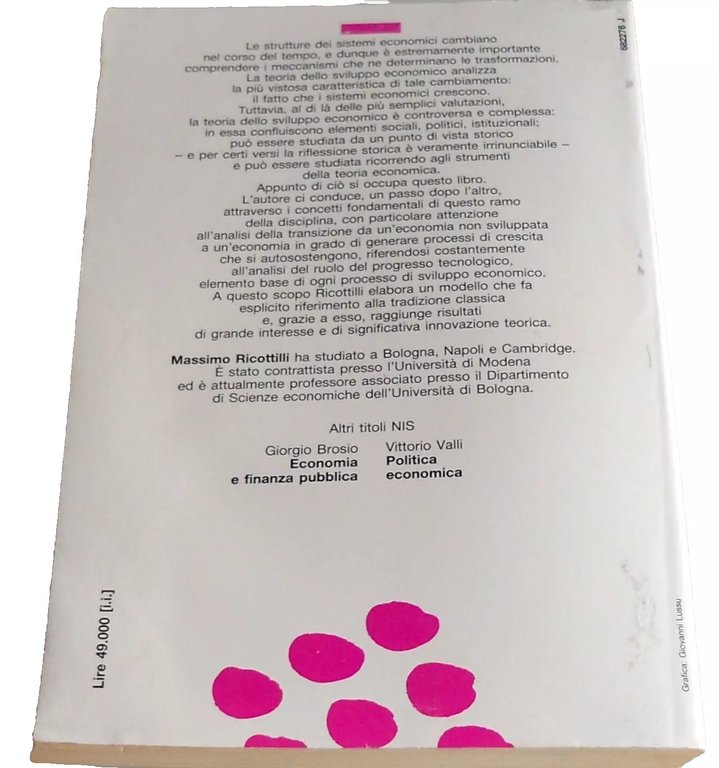 Le strutture dei sistemi economici cambiano
nel corso del tempo, e dunque è estremamente importante
comprendere i meccanismi che ne determinano le trasformazioni.
La teoria dello sviluppo economico analizza
la più vistosa caratteristica di tale cambiamento:
il fatto che i sistemi economici crescono.
Tuttavia, al di là delle più semplici valutazioni,
la teoria dello sviluppo economico è controversa e complessa:
in essa confluiscono elementi sociali, politici, istituzionali;
può essere studiata da un punto di vista storico
– e per certi versi la riflessione storica è veramente irrinunciabile –
e può essere studiata ricorrendo agli strumenti
della teoria economica.
Appunto di ciò si occupa questo libro.
L'autore ci conduce, un passo dopo l'altro,
attraverso i concetti fondamentali di questo ramo
della disciplina, con particolare attenzione
all'analisi della transizione da un'economia non sviluppata
a un'economia in grado di generare processi di crescita
che si autosostengono, riferendosi costantemente
all'analisi del ruolo del progresso tecnologico,
elemento base di ogni processo di sviluppo economico.
A questo scopo Ricottilli elabora un modello che fa
esplicito riferimento alla tradizione classica
e, grazie a esso, raggiunge risultati
di grande interesse e di significativa innovazione teorica.
Massimo Ricottilli ha studiato a Bologna, Napoli e Cambridge.
È stato contrattista presso l'Università di Modena
ed è attualmente professore associato presso il Dipartimento
di Scienze economiche dell'Università di Bologna.
Altri titoli NIS
Giorgio Brosio
Economia
e finanza pubblica
Vittorio Valli
Politica
economica
Lire 49.000 [i.i.]
682276 J
Grafica: Giovanni Lussu